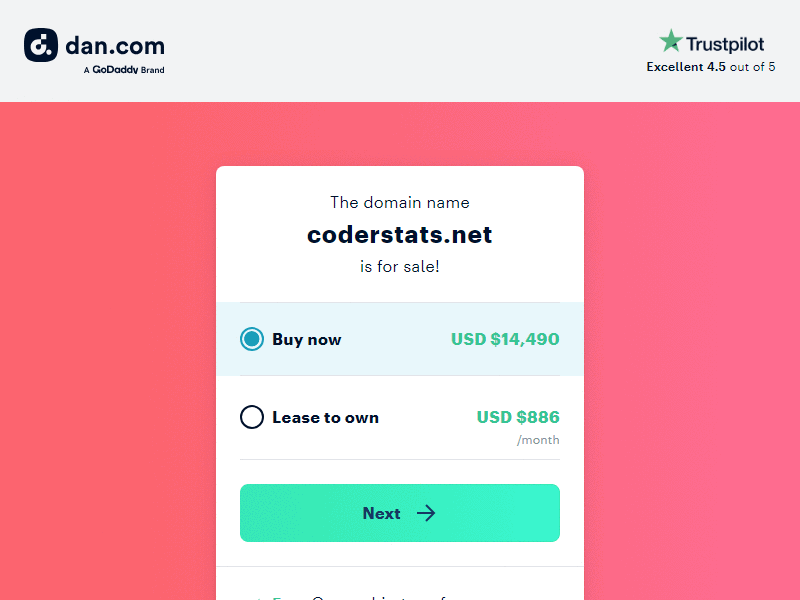 dan.com
A GoDaddy Brand
Trustpilot
Excellent 4.5 out of 5
The domain name
coderstats.net
is for sale!
Buy now USD $14,490
Lease to own USD $886
/month
Next